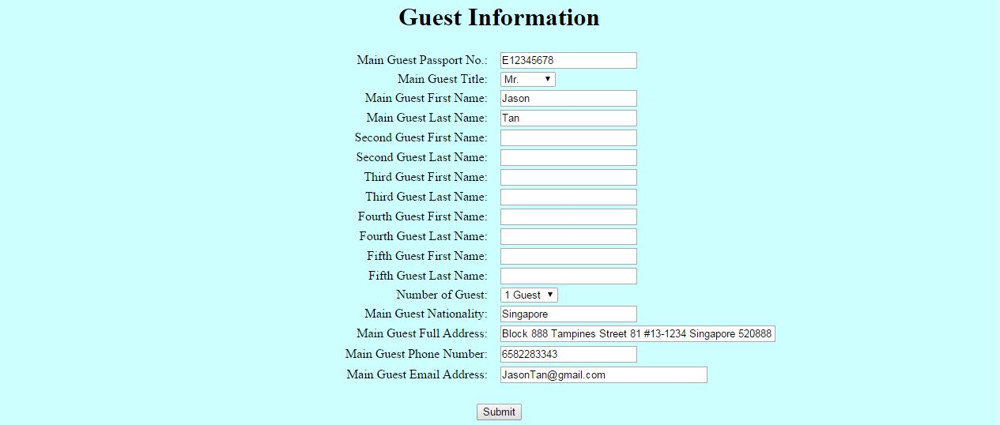 Guest Information
Main Guest Passport No.: E12345678
Main Guest Title: Mr.
Main Guest First Name: Jason
Main Guest Last Name: Tan
Second Guest First Name:
Second Guest Last Name:
Third Guest First Name:
Third Guest Last Name:
Fourth Guest First Name:
Fourth Guest Last Name:
Fifth Guest First Name:
Fifth Guest Last Name:
Number of Guest: 1 Guest
Main Guest Nationality: Singapore
Main Guest Full Address: Block 888 Tampines Street 81 #13-1234 Singapore 520888
Main Guest Phone Number: 6582283343
Main Guest Email Address: JasonTan@gmail.com
Submit